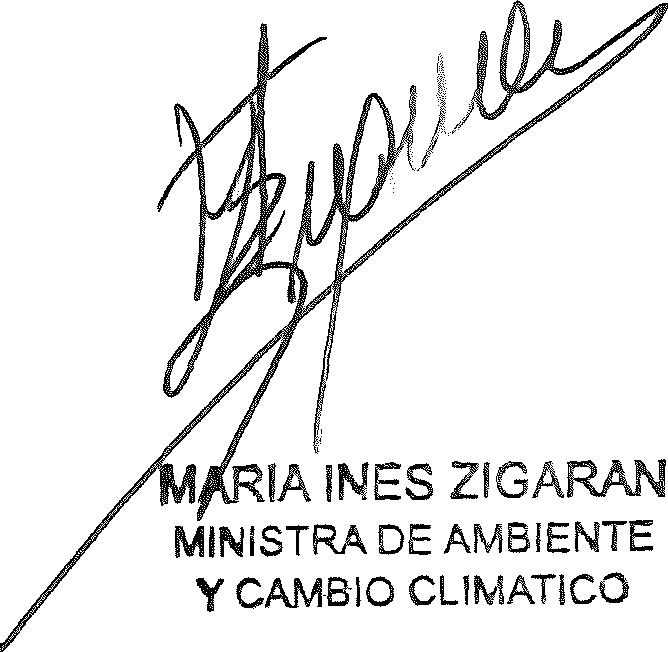 MARIA INES ZIGARAN
MINISTRA DE AMBIENTE
Y CAMBIO CLIMATICO